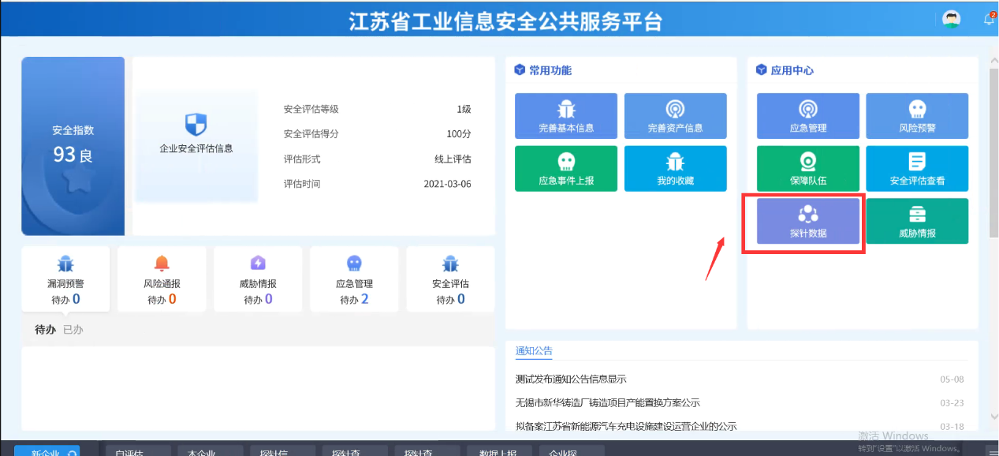 江苏省工业信息安全公共服务平台
2
安全指数
93 良
企业安全评估信息
安全评估等级 1级
安全评估得分 100分
评估形式 线上评估
评估时间 2021-03-06
常用功能
完善基本信息 完善资产信息
应急事件上报 我的收藏
应用中心
应急管理 风险预警
保障队伍 安全评估查看
探针数据 威胁情报
漏洞预警 风险通报 威胁情报 应急管理 安全评估
待办 0 待办 0 待办 0 待办 2 待办 0
待办 已办
通知公告
测试发布通知公告信息显示 05-08
无锡市新华铸造厂铸造项目产能置换方案公示 03-23
拟备案江苏省新能源汽车充电设施建设运营企业的公示 03-18
激活 Windows
转到"设置"以激活 Windows。
新企业 自评估 本企业 探针信 探针查 探针查 数据上报 企业探